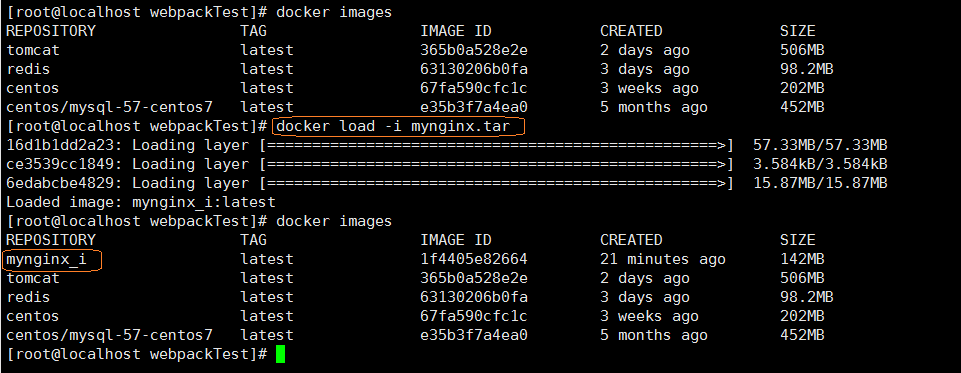 [root@localhost webpackTest]# docker images
REPOSITORY TAG IMAGE ID CREATED SIZE
tomcat latest 365b0a528e2e 2 days ago 506MB
redis latest 63130206b0fa 3 days ago 98.2MB
centos latest 67fa590cfc1c 3 weeks ago 202MB
centos/mysql-57-centos7 latest e35b3f7a4ea0 5 months ago 452MB
[root@localhost webpackTest]# docker load -i mynginx.tar
16d1b1dd2a23: Loading layer [==================================================>] 57.33MB/57.33MB
ce3539cc1849: Loading layer [==================================================>] 3.584kB/3.584kB
6edabcbe4829: Loading layer [==================================================>] 15.87MB/15.87MB
Loaded image: mynginx_i:latest
[root@localhost webpackTest]# docker images
REPOSITORY TAG IMAGE ID CREATED SIZE
mynginx_i latest 1f4405e82664 21 minutes ago 142MB
tomcat latest 365b0a528e2e 2 days ago 506MB
redis latest 63130206b0fa 3 days ago 98.2MB
centos latest 67fa590cfc1c 3 weeks ago 202MB
centos/mysql-57-centos7 latest e35b3f7a4ea0 5 months ago 452MB
[root@localhost webpackTest]#